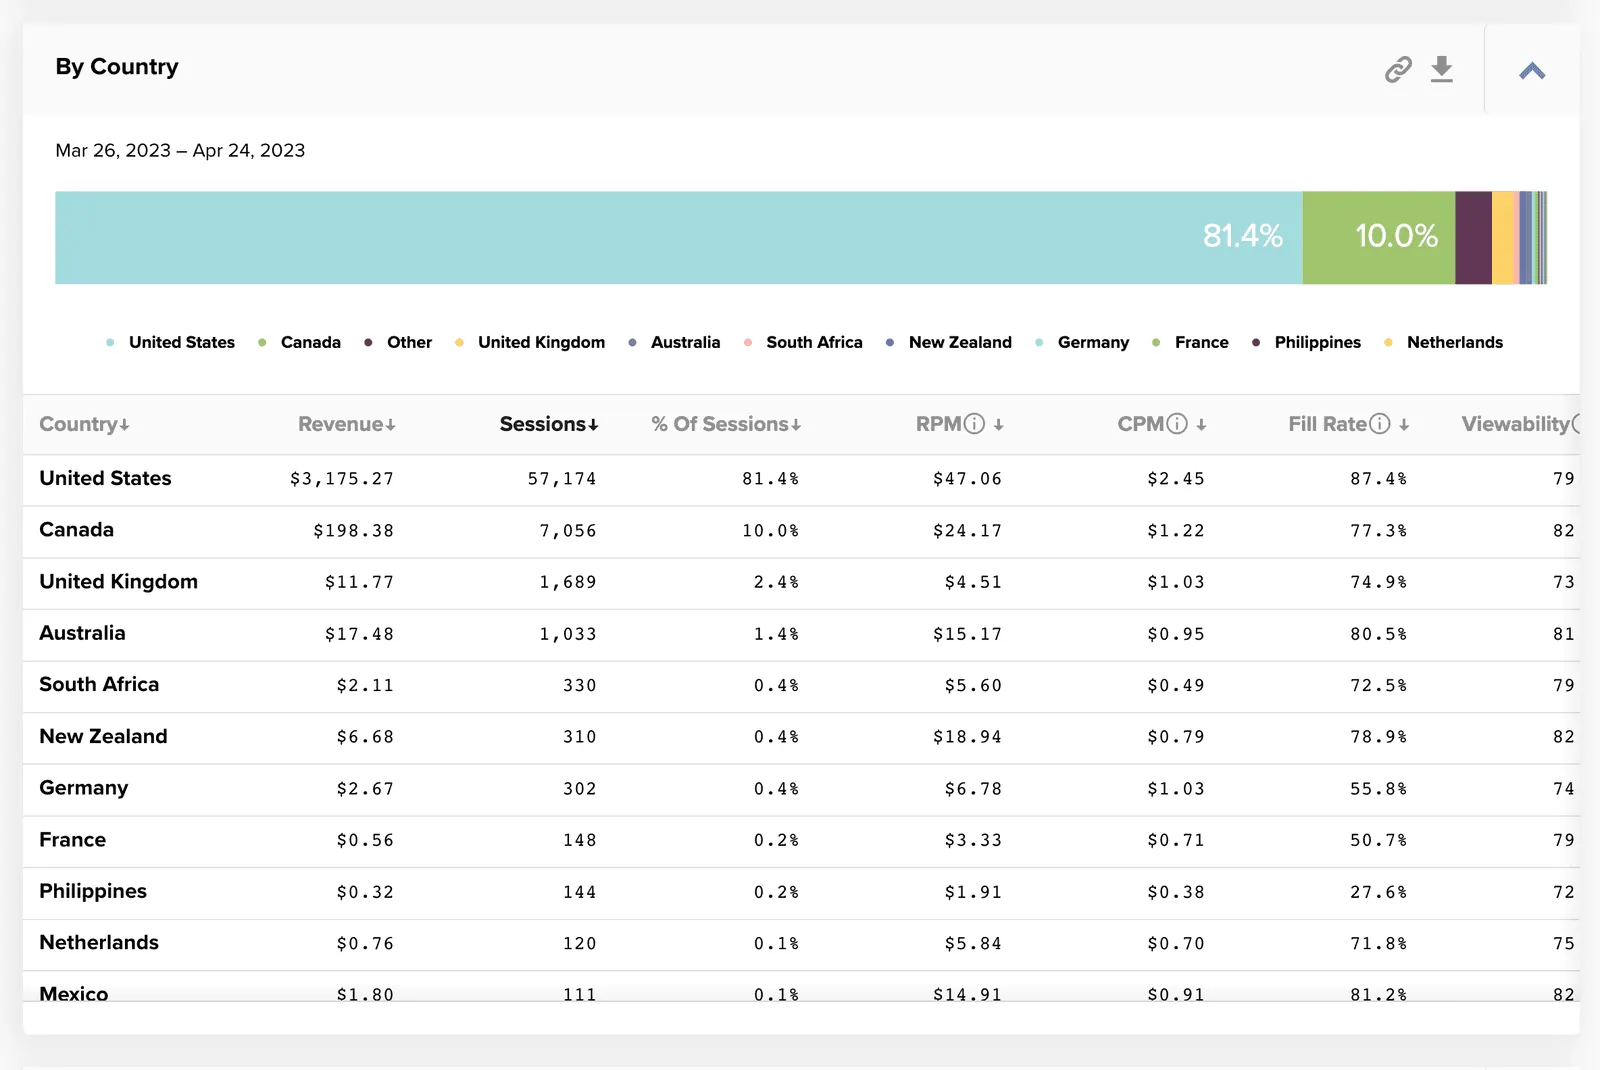 By Country
Mar 26, 2023 – Apr 24, 2023
81.4% 10.0%
United States Canada Other United Kingdom Australia South Africa New Zealand Germany France Philippines Netherlands
Country↓ Revenue↓ Sessions↓ % Of Sessions↓ RPMⓘ ↓ CPMⓘ ↓ Fill Rateⓘ ↓ Viewability
United States $3,175.27 57,174 81.4% $47.06 $2.45 87.4% 79
Canada $198.38 7,056 10.0% $24.17 $1.22 77.3% 82
United Kingdom $11.77 1,689 2.4% $4.51 $1.03 74.9% 73
Australia $17.48 1,033 1.4% $15.17 $0.95 80.5% 81
South Africa $2.11 330 0.4% $5.60 $0.49 72.5% 79
New Zealand $6.68 310 0.4% $18.94 $0.79 78.9% 82
Germany $2.67 302 0.4% $6.78 $1.03 55.8% 74
France $0.56 148 0.2% $3.33 $0.71 50.7% 79
Philippines $0.32 144 0.2% $1.91 $0.38 27.6% 72
Netherlands $0.76 120 0.1% $5.84 $0.70 71.8% 75
Mexico $1.80 111 0.1% $14.91 $0.91 81.2% 82